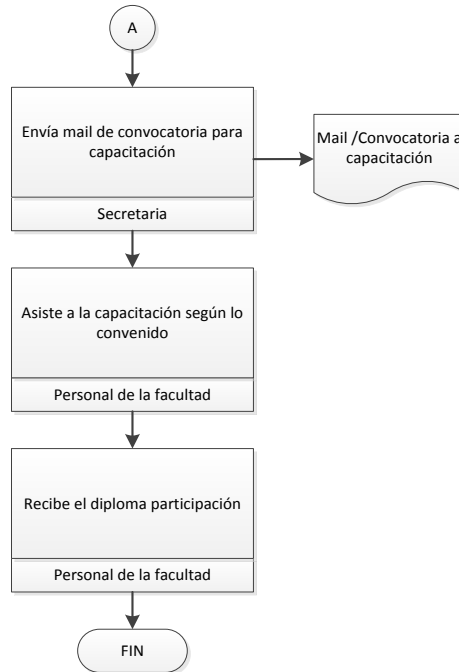 A
Envía mail de convocatoria para
capacitación
Secretaria
Mail /Convocatoria a
capacitación
Asiste a la capacitación según lo
convenido
Personal de la facultad
Recibe el diploma participación
Personal de la facultad
FIN